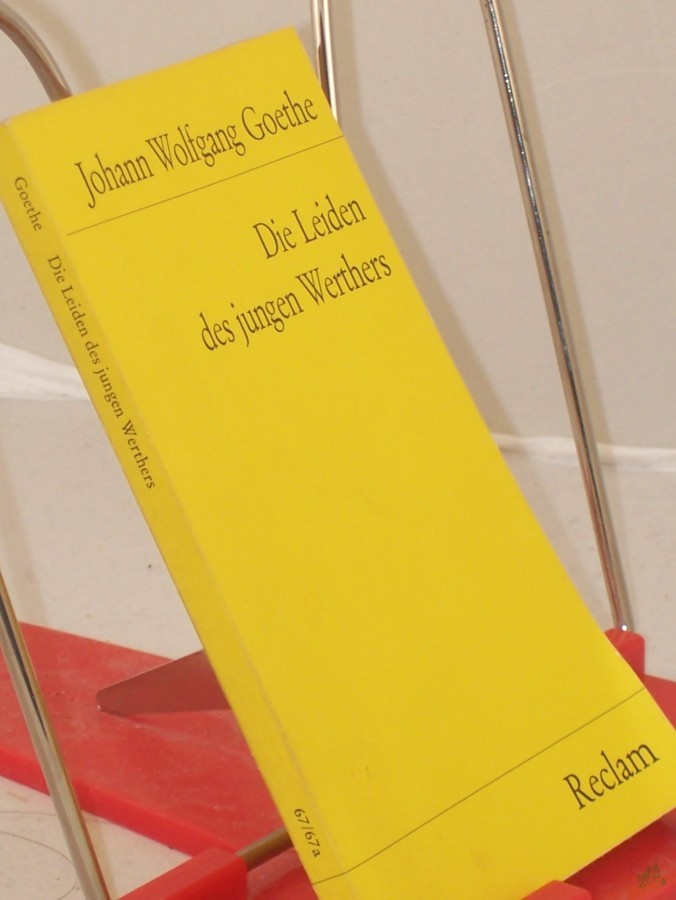 Johann Wolfgang Goethe
Die Leiden
des jungen Werthers
Reclam
Goethe Die Leiden des jungen Werthers
67/67a